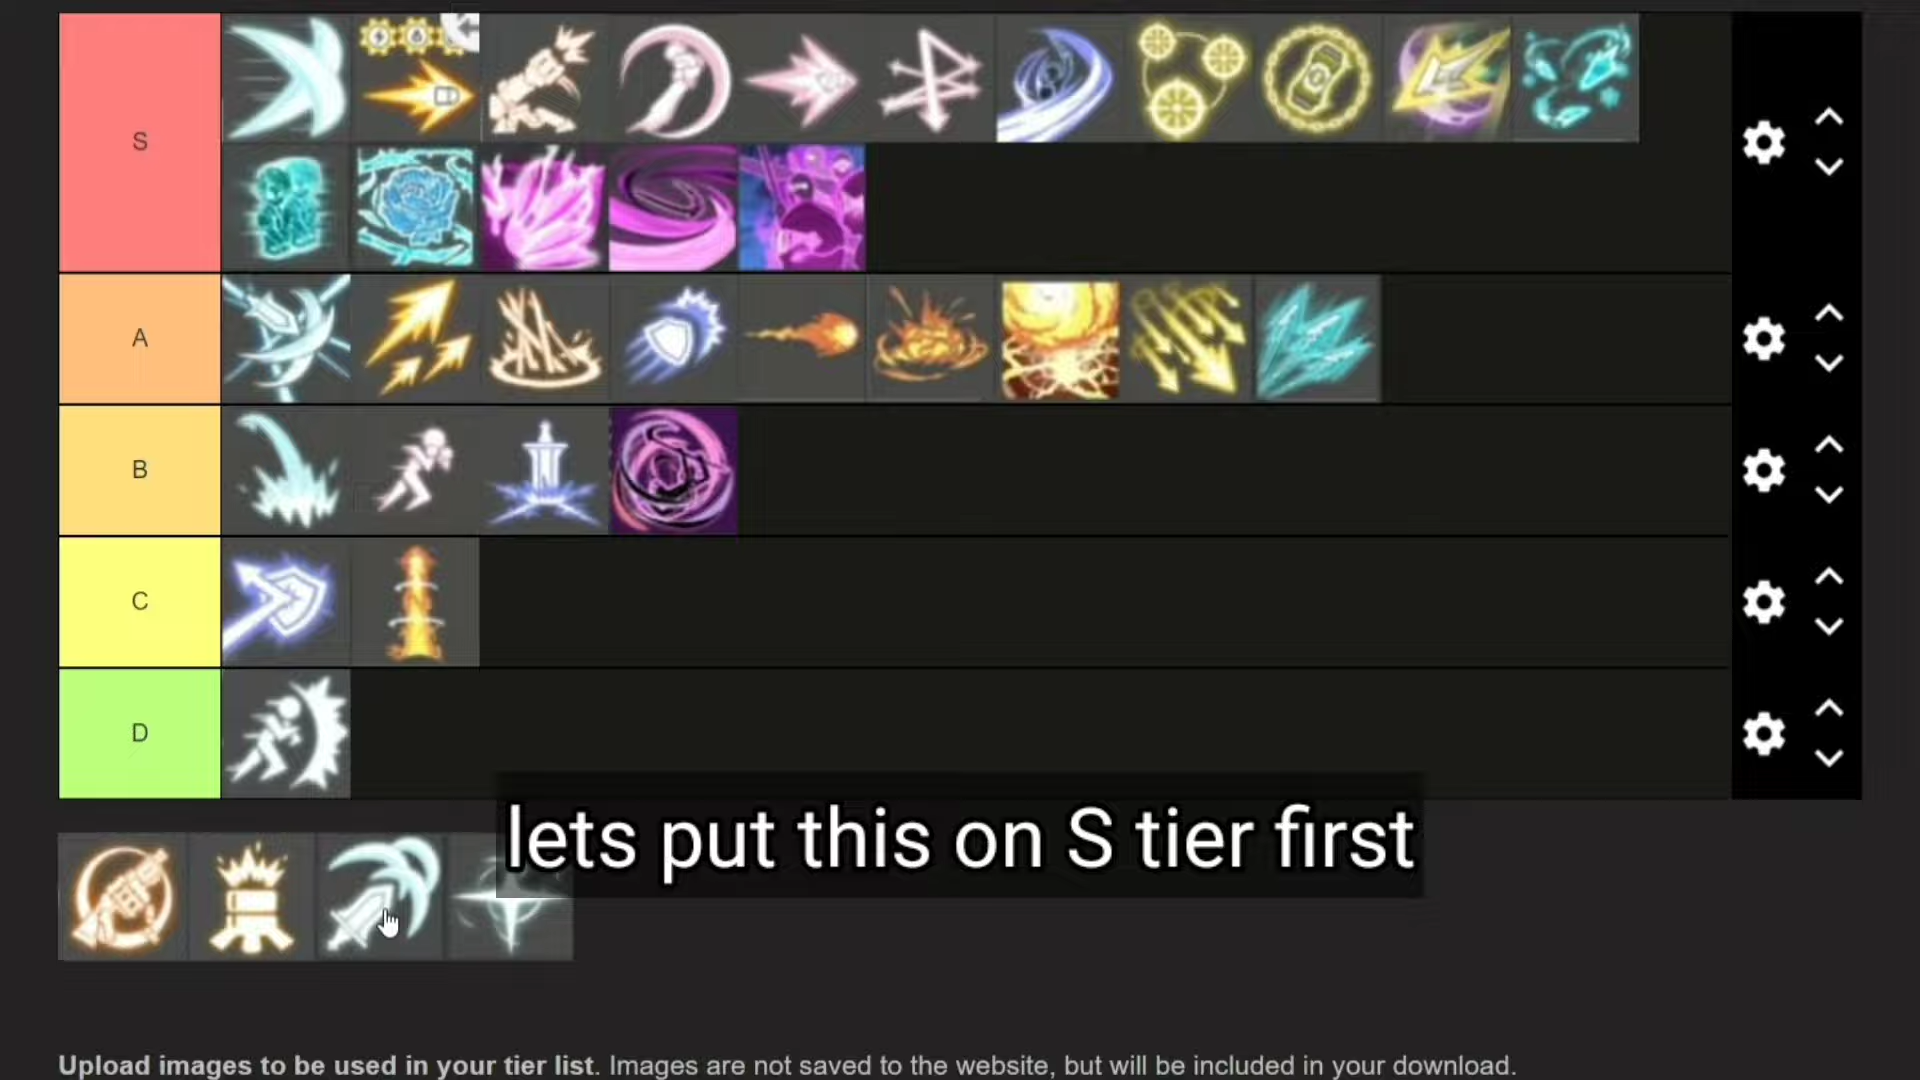 S
A
B
C
D
lets put this on S tier first
Upload images to be used in your tier list. Images are not saved to the website, but will be included in your download.